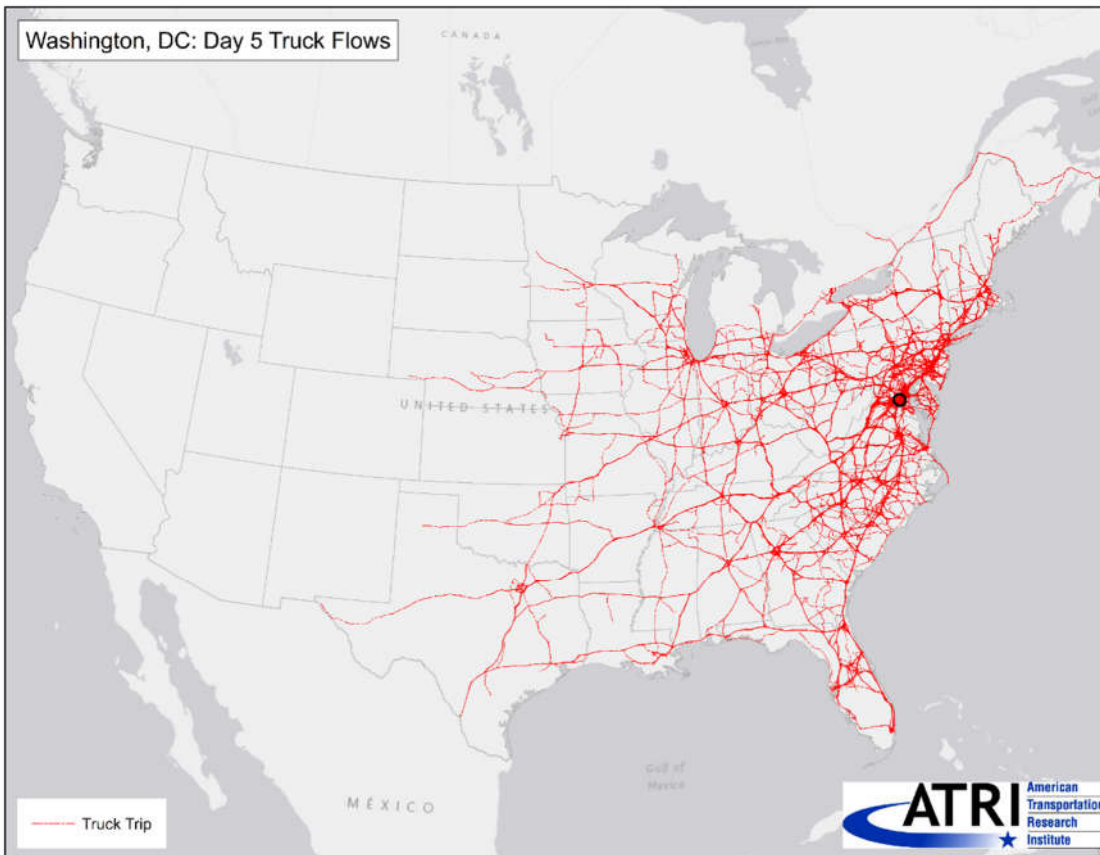 Washington, DC: Day 5 Truck Flows
CANADA
UNITED STATES
Gulf of
Mexico
MÉXICO
Truck Trip
ATRI
American
Transportation
Research
Institute